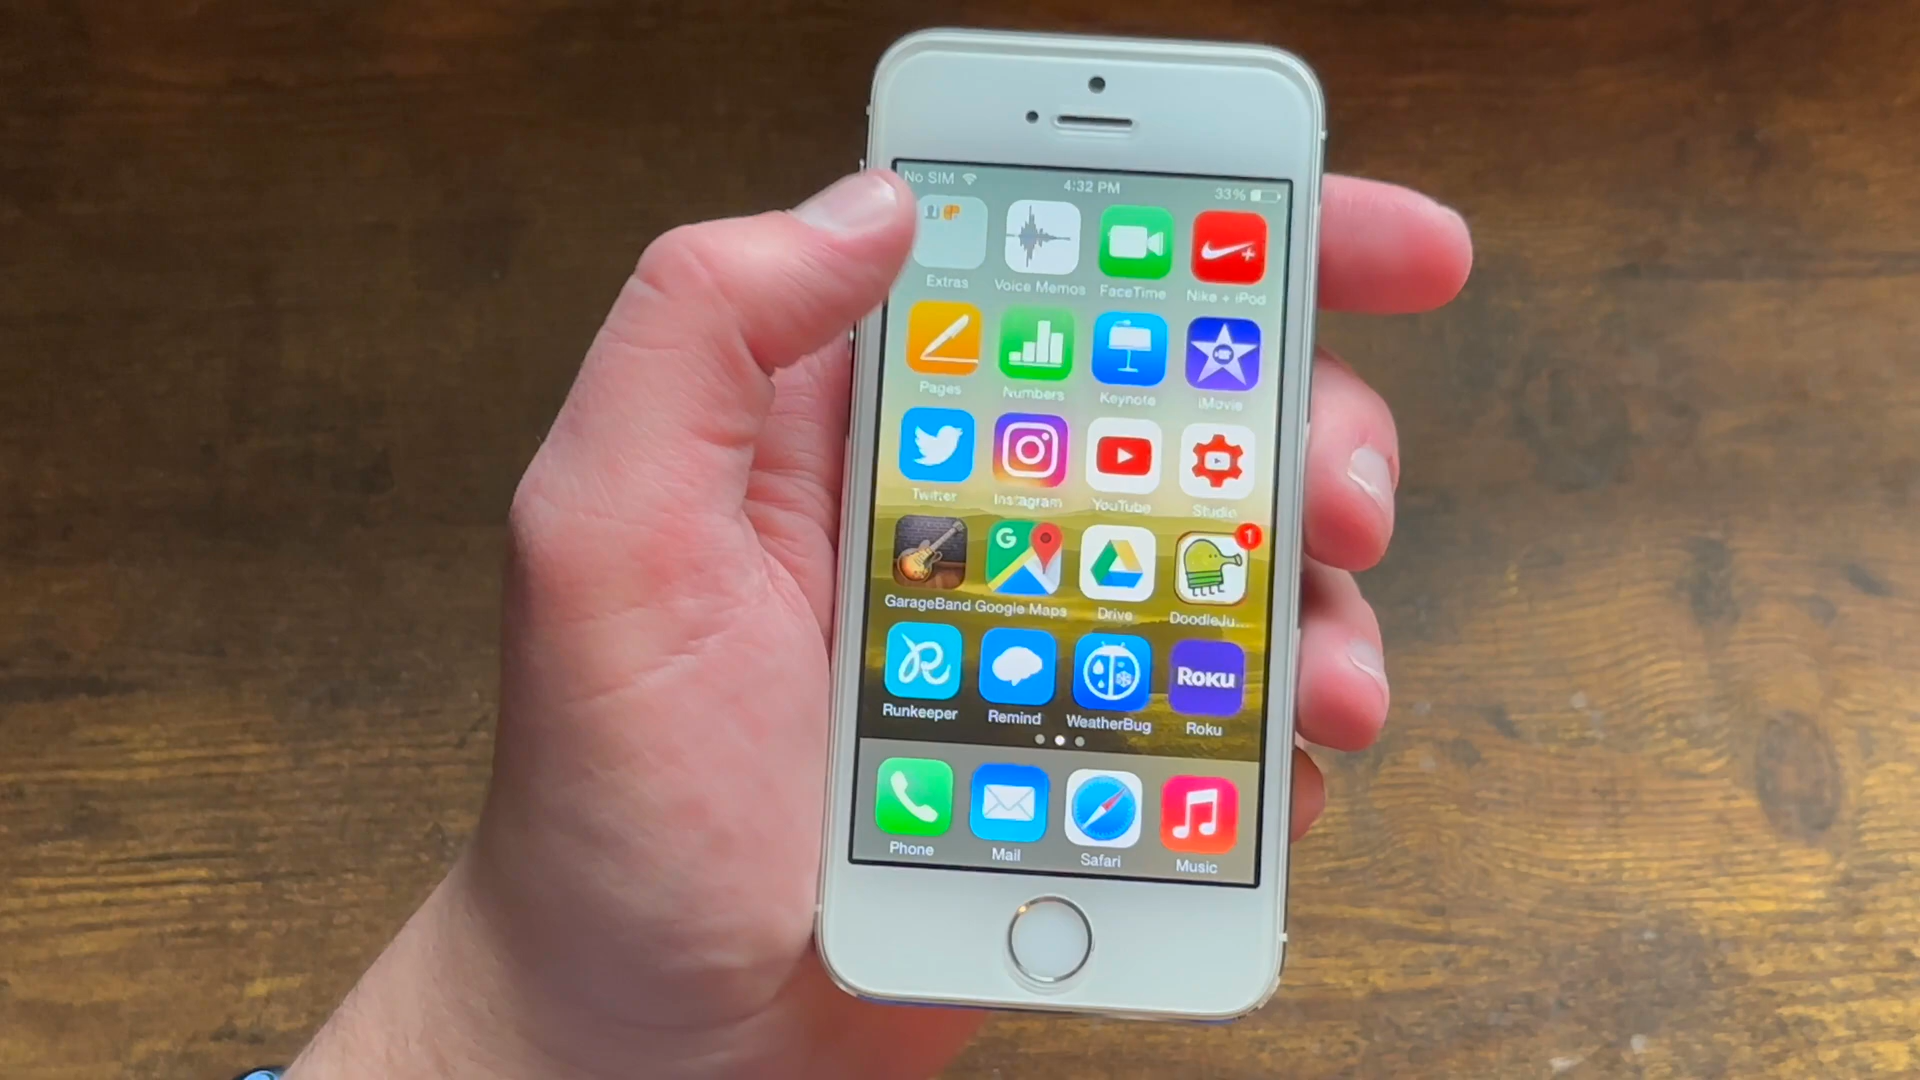 No SIM 4:32 PM 33%
Extras Voice Memos FaceTime Nike + iPod
Pages Numbers Keynote iMovie
Twitter Instagram YouTube Studio
G 1
GarageBand Google Maps Drive DoodleJu...
Roku
Runkeeper Remind WeatherBug Roku
Phone Mail Safari Music